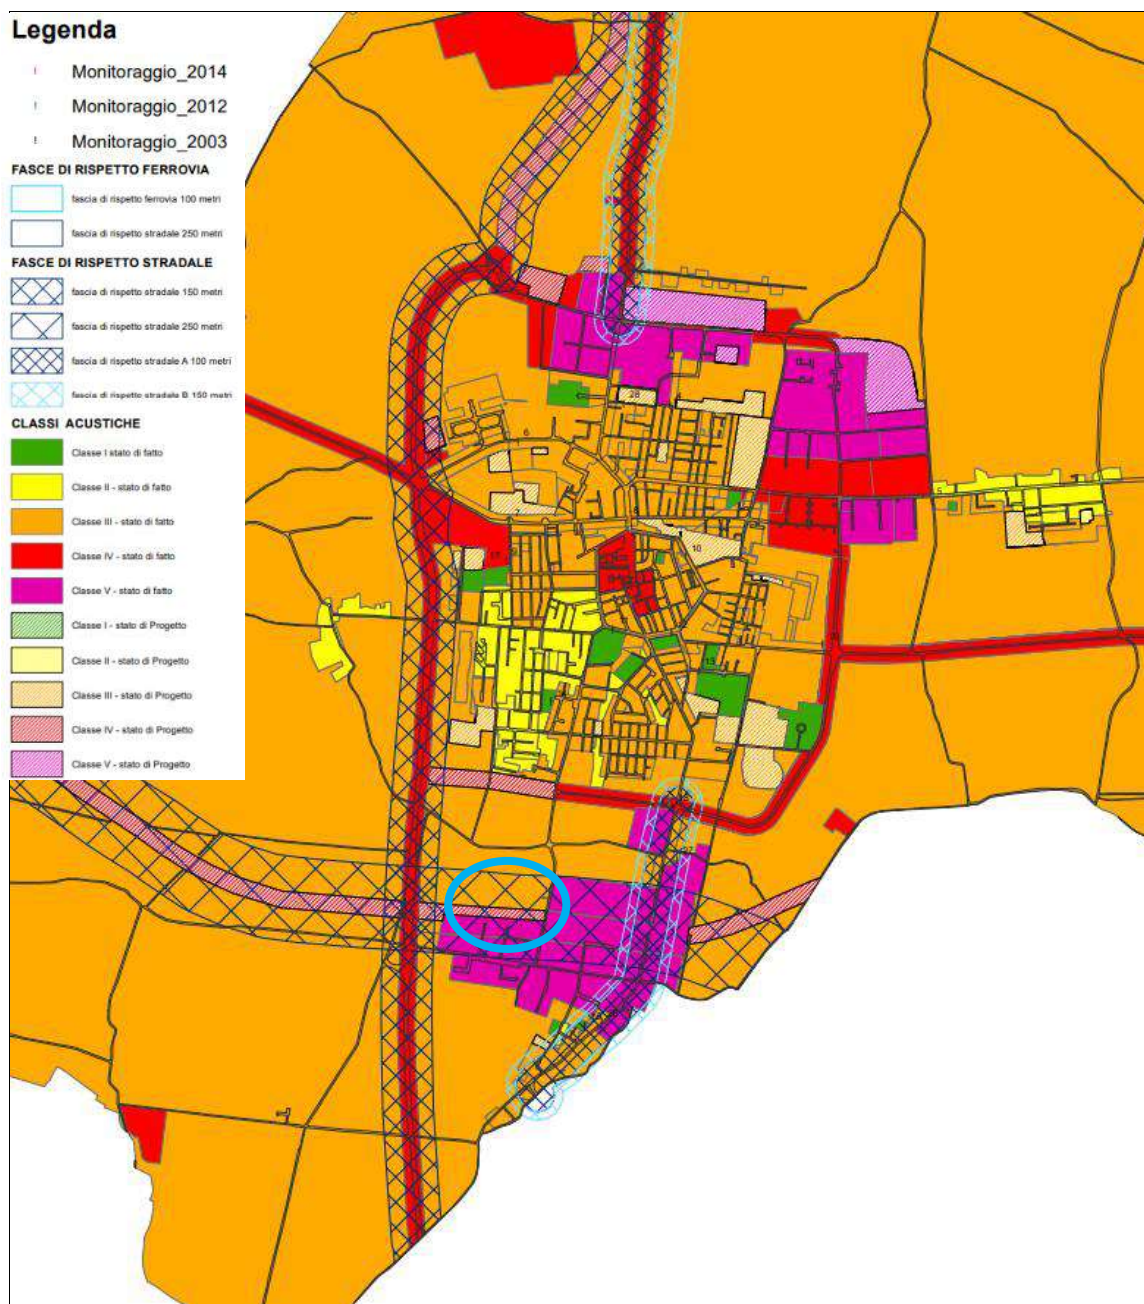 Legenda
! Monitoraggio_2014
! Monitoraggio_2012
! Monitoraggio_2003
FASCE DI RISPETTO FERROVIA
fascia di rispetto ferrovia 100 metri
fascia di rispetto stradale 250 metri
FASCE DI RISPETTO STRADALE
fascia di rispetto stradale 150 metri
fascia di rispetto stradale 250 metri
fascia di rispetto stradale A 100 metri
fascia di rispetto stradale B 150 metri
CLASSI ACUSTICHE
Classe I stato di fatto
Classe II - stato di fatto
Classe III - stato di fatto
Classe IV - stato di fatto
Classe V - stato di fatto
Classe I - stato di Progetto
Classe II - stato di Progetto
Classe III - stato di Progetto
Classe IV - stato di Progetto
Classe V - stato di Progetto
28
6
7
10
13